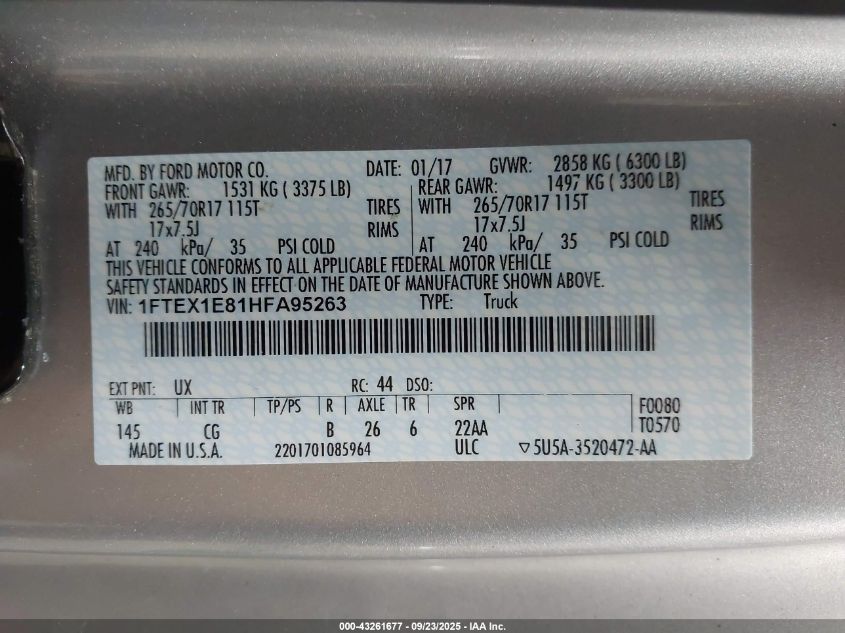 MFD. BY FORD MOTOR CO. DATE: 01/17 GVWR: 2858 KG ( 6300 LB)
FRONT GAWR: 1531 KG ( 3375 LB) REAR GAWR: 1497 KG ( 3300 LB)
WITH 265/70R17 115T TIRES WITH 265/70R17 115T TIRES
17x7.5J RIMS 17x7.5J RIMS
AT 240 kPa/ 35 PSI COLD AT 240 kPa/ 35 PSI COLD
THIS VEHICLE CONFORMS TO ALL APPLICABLE FEDERAL MOTOR VEHICLE
SAFETY STANDARDS IN EFFECT ON THE DATE OF MANUFACTURE SHOWN ABOVE.
VIN: 1FTEX1E81HFA95263 TYPE: Truck
EXT PNT: UX RC: 44 DSO:
WB INT TR TP/PS R AXLE TR SPR F0080
145 CG B 26 6 22AA T0570
MADE IN U.S.A. 2201701085964 ULC ▽5U5A-3520472-AA
000-43261677 - 09/23/2025 - IAA Inc.